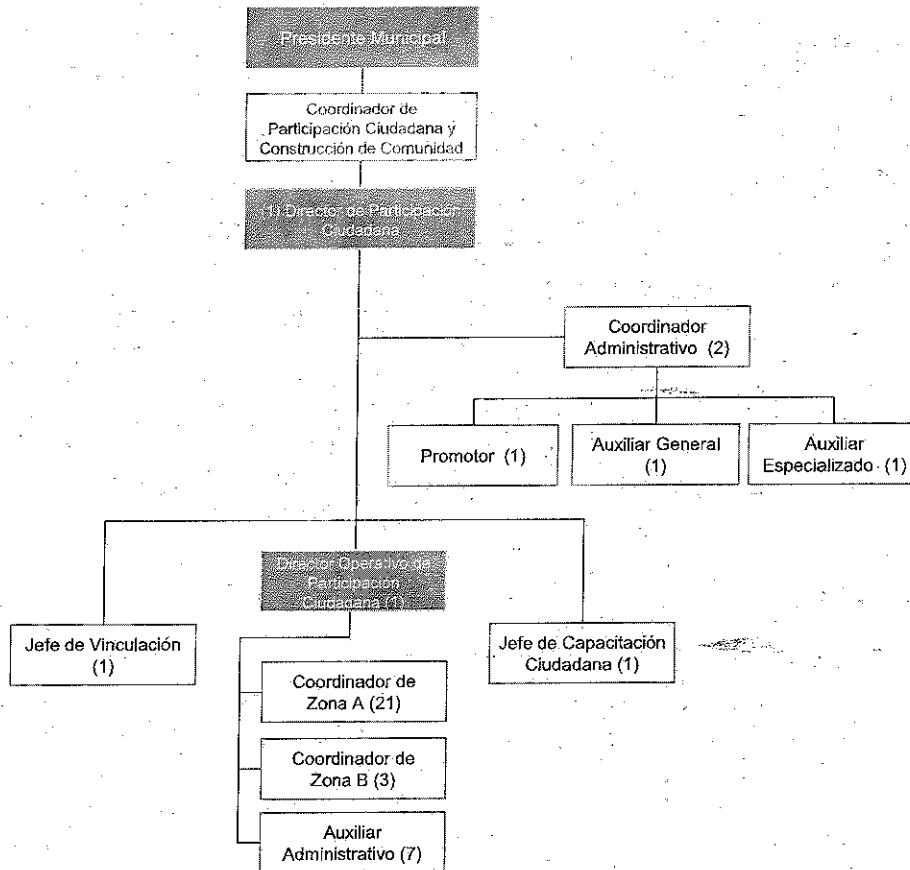 Presidente Municipal
Coordinador de
Participación Ciudadana y
Construcción de Comunidad
(1) Director de Participación
Ciudadana
Coordinador
Administrativo (2)
Promotor (1)
Auxiliar General
(1)
Auxiliar
Especializado (1)
Director Operativo de
Participación
Ciudadana (1)
Jefe de Vinculación
(1)
Jefe de Capacitación
Ciudadana (1)
Coordinador de
Zona A (21)
Coordinador de
Zona B (3)
Auxiliar
Administrativo (7)